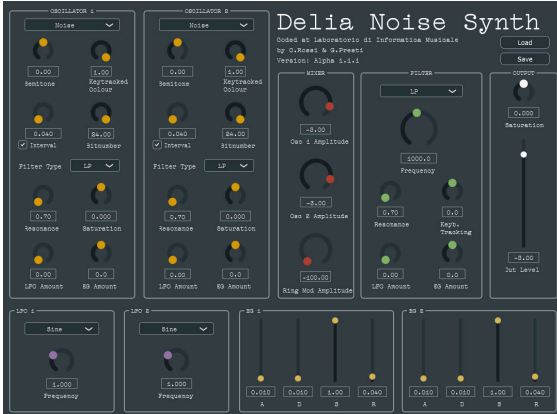 OSCILLATOR 1
Noise
0.00
1.00
Semitone
Keytracked
Colour
0.040
24.00
Interval
Bitnumber
Filter Type
LP
0.70
0.000
Resonance
Saturation
0.00
0.0
LFO Amount
EG Amount
OSCILLATOR 2
Noise
0.00
1.00
Semitone
Keytracked
Colour
0.040
24.00
Interval
Bitnumber
Filter Type
LP
0.70
0.000
Resonance
Saturation
0.00
0.0
LFO Amount
EG Amount
Delia Noise Synth
Coded at Laboratorio di Informatica Musicale
by C.Rossi & G.Presti
Version: Alpha 1.1.1
Load
Save
MIXER
-3.00
Osc 1 Amplitude
-3.00
Osc 2 Amplitude
-100.00
Ring Mod Amplitude
FILTER
LP
1000.0
Frequency
0.70
0.0
Resonance
Keyb.
Tracking
0.00
0.0
LFO Amount
EG Amount
OUTPUT
0.000
Saturation
-3.00
Out Level
LFO 1
Sine
1.000
Frequency
LFO 2
Sine
1.000
Frequency
EG 1
0.010
0.010
1.00
0.040
A
D
S
R
EG 2
0.010
0.010
1.00
0.040
A
D
S
R